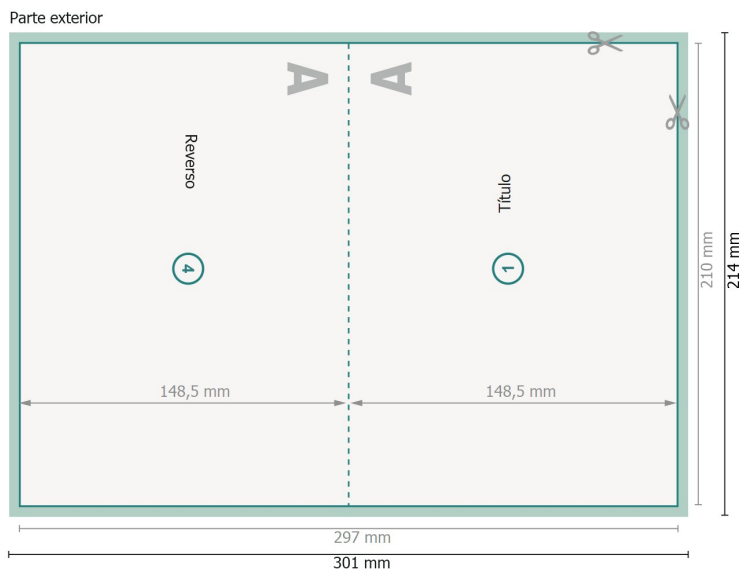 Parte exterior
A
A
Reverso
Título
4
1
148,5 mm
148,5 mm
210 mm
214 mm
297 mm
301 mm